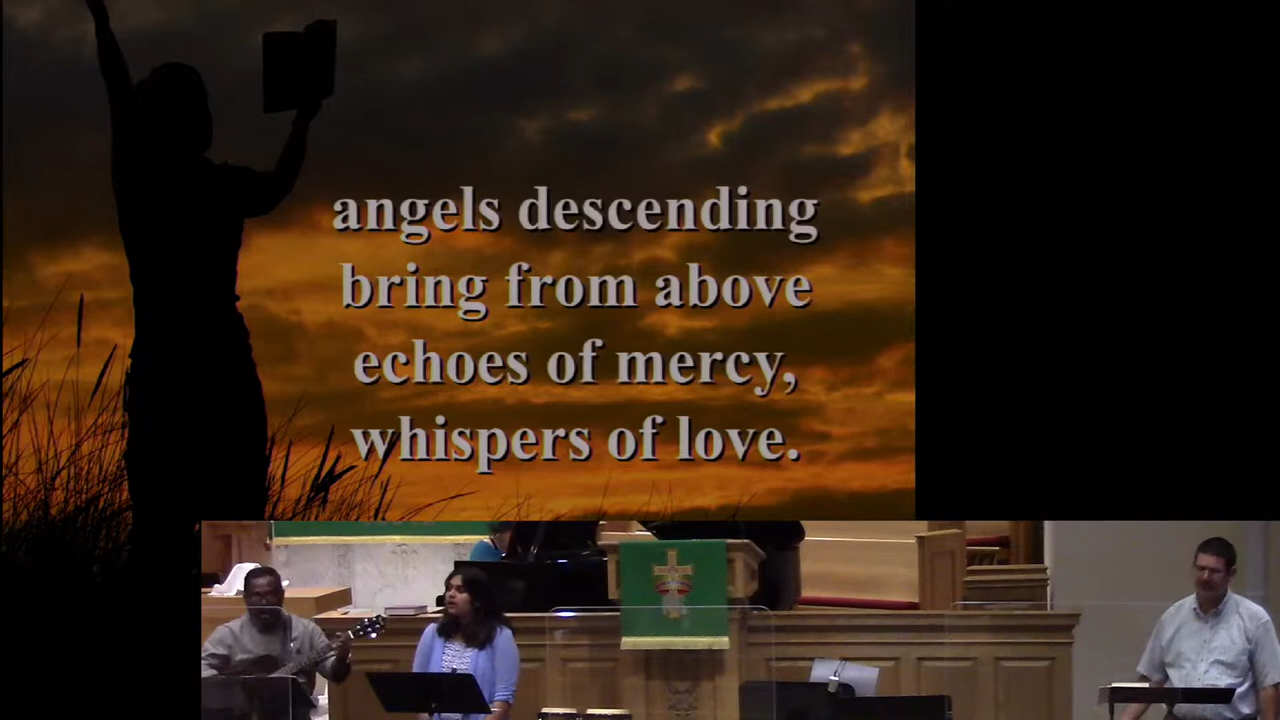 angels descending
bring from above
echoes of mercy,
whispers of love.